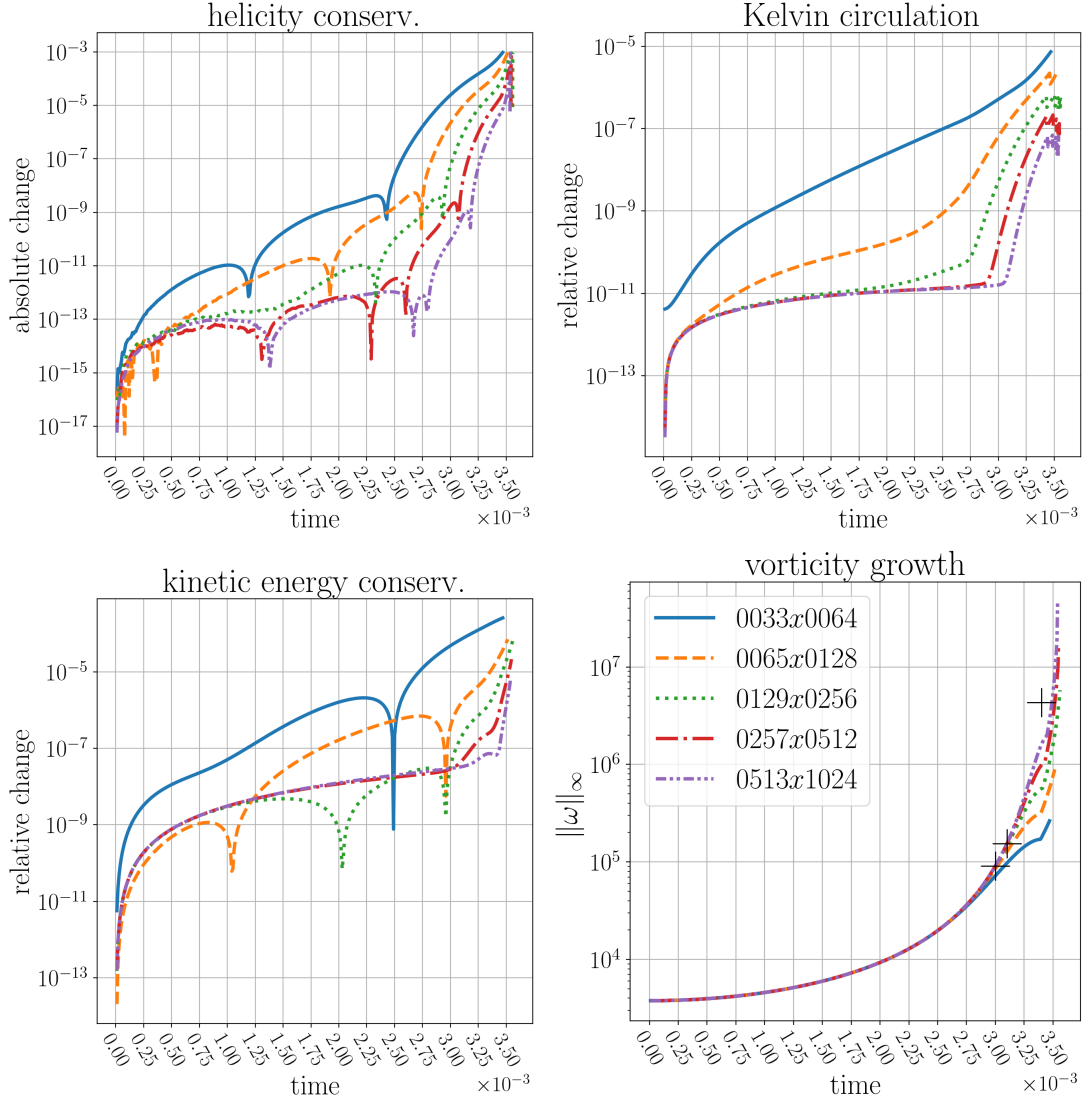 helicity conserv.
absolute change
10⁻³
10⁻⁵
10⁻⁷
10⁻⁹
10⁻¹¹
10⁻¹³
10⁻¹⁵
10⁻¹⁷
0.00 0.25 0.50 0.75 1.00 1.25 1.50 1.75 2.00 2.25 2.50 2.75 3.00 3.25 3.50
time
×10⁻³
Kelvin circulation
relative change
10⁻⁵
10⁻⁷
10⁻⁹
10⁻¹¹
10⁻¹³
0.00 0.25 0.50 0.75 1.00 1.25 1.50 1.75 2.00 2.25 2.50 2.75 3.00 3.25 3.50
time
×10⁻³
kinetic energy conserv.
relative change
10⁻⁵
10⁻⁷
10⁻⁹
10⁻¹¹
10⁻¹³
0.00 0.25 0.50 0.75 1.00 1.25 1.50 1.75 2.00 2.25 2.50 2.75 3.00 3.25 3.50
time
×10⁻³
vorticity growth
‖ω‖∞
10⁷
10⁶
10⁵
10⁴
0033x0064
0065x0128
0129x0256
0257x0512
0513x1024
0.00 0.25 0.50 0.75 1.00 1.25 1.50 1.75 2.00 2.25 2.50 2.75 3.00 3.25 3.50
time
×10⁻³